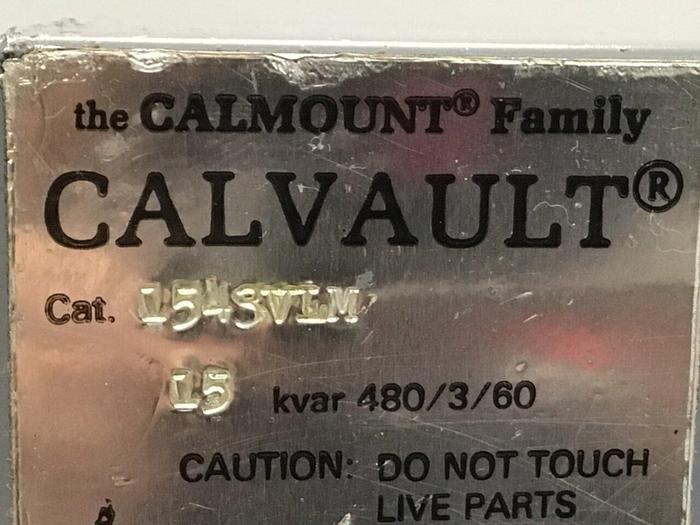 the CALMOUNT® Family
CALVAULT®
Cat. 154SVLM
15 kvar 480/3/60
CAUTION: DO NOT TOUCH
LIVE PARTS